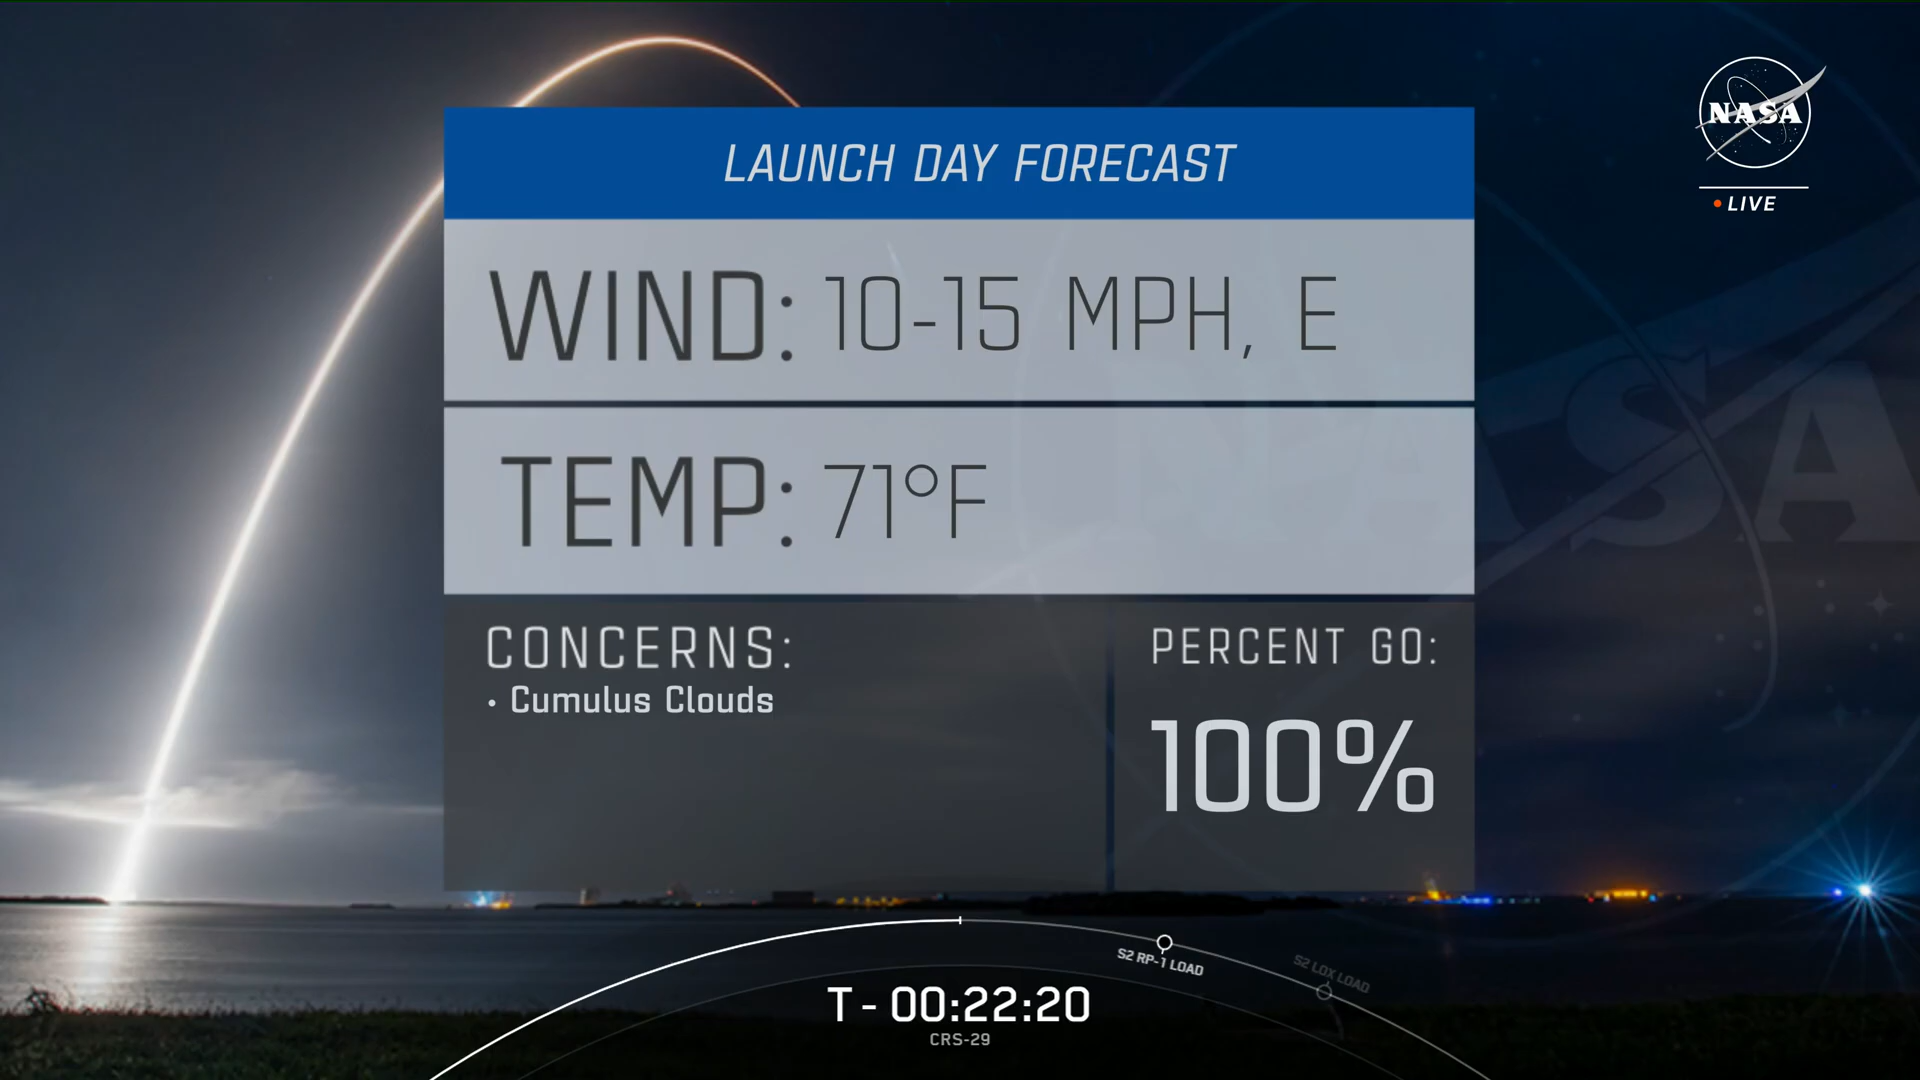 LAUNCH DAY FORECAST
NASA
LIVE
WIND: 10-15 MPH, E
TEMP: 71°F
CONCERNS:
• Cumulus Clouds
PERCENT GO:
100%
NASA
S2 RP-1 LOAD
S2 LOX LOAD
T - 00:22:20
CRS-29